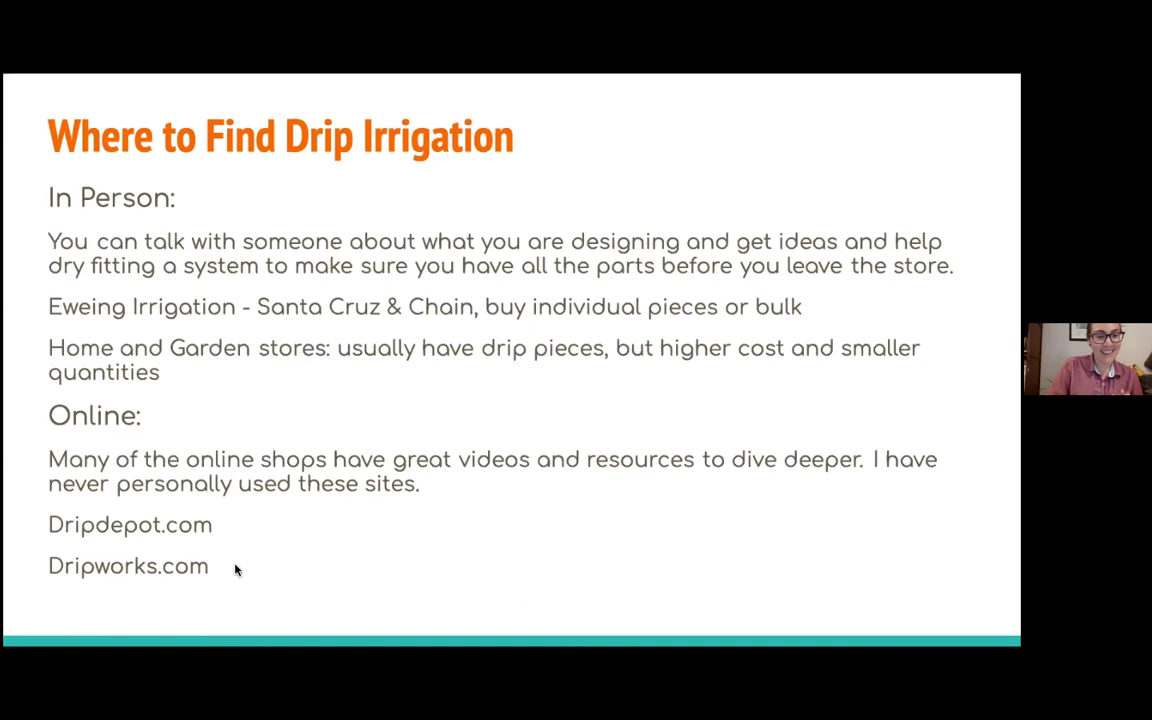 Where to Find Drip Irrigation
In Person:
You can talk with someone about what you are designing and get ideas and help
dry fitting a system to make sure you have all the parts before you leave the store.
Eweing Irrigation - Santa Cruz & Chain, buy individual pieces or bulk
Home and Garden stores: usually have drip pieces, but higher cost and smaller
quantities
Online:
Many of the online shops have great videos and resources to dive deeper. I have
never personally used these sites.
Dripdepot.com
Dripworks.com